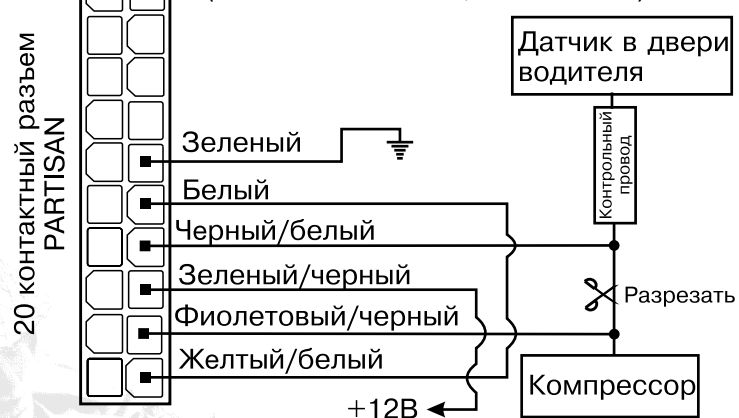 Датчик в двери
водителя
Контрольный
провод
20 контактный разъем
PARTISAN
Зеленый
Белый
Черный/белый
Зеленый/черный
Разрезать
Фиолетовый/черный
Желтый/белый
Компрессор
+12В